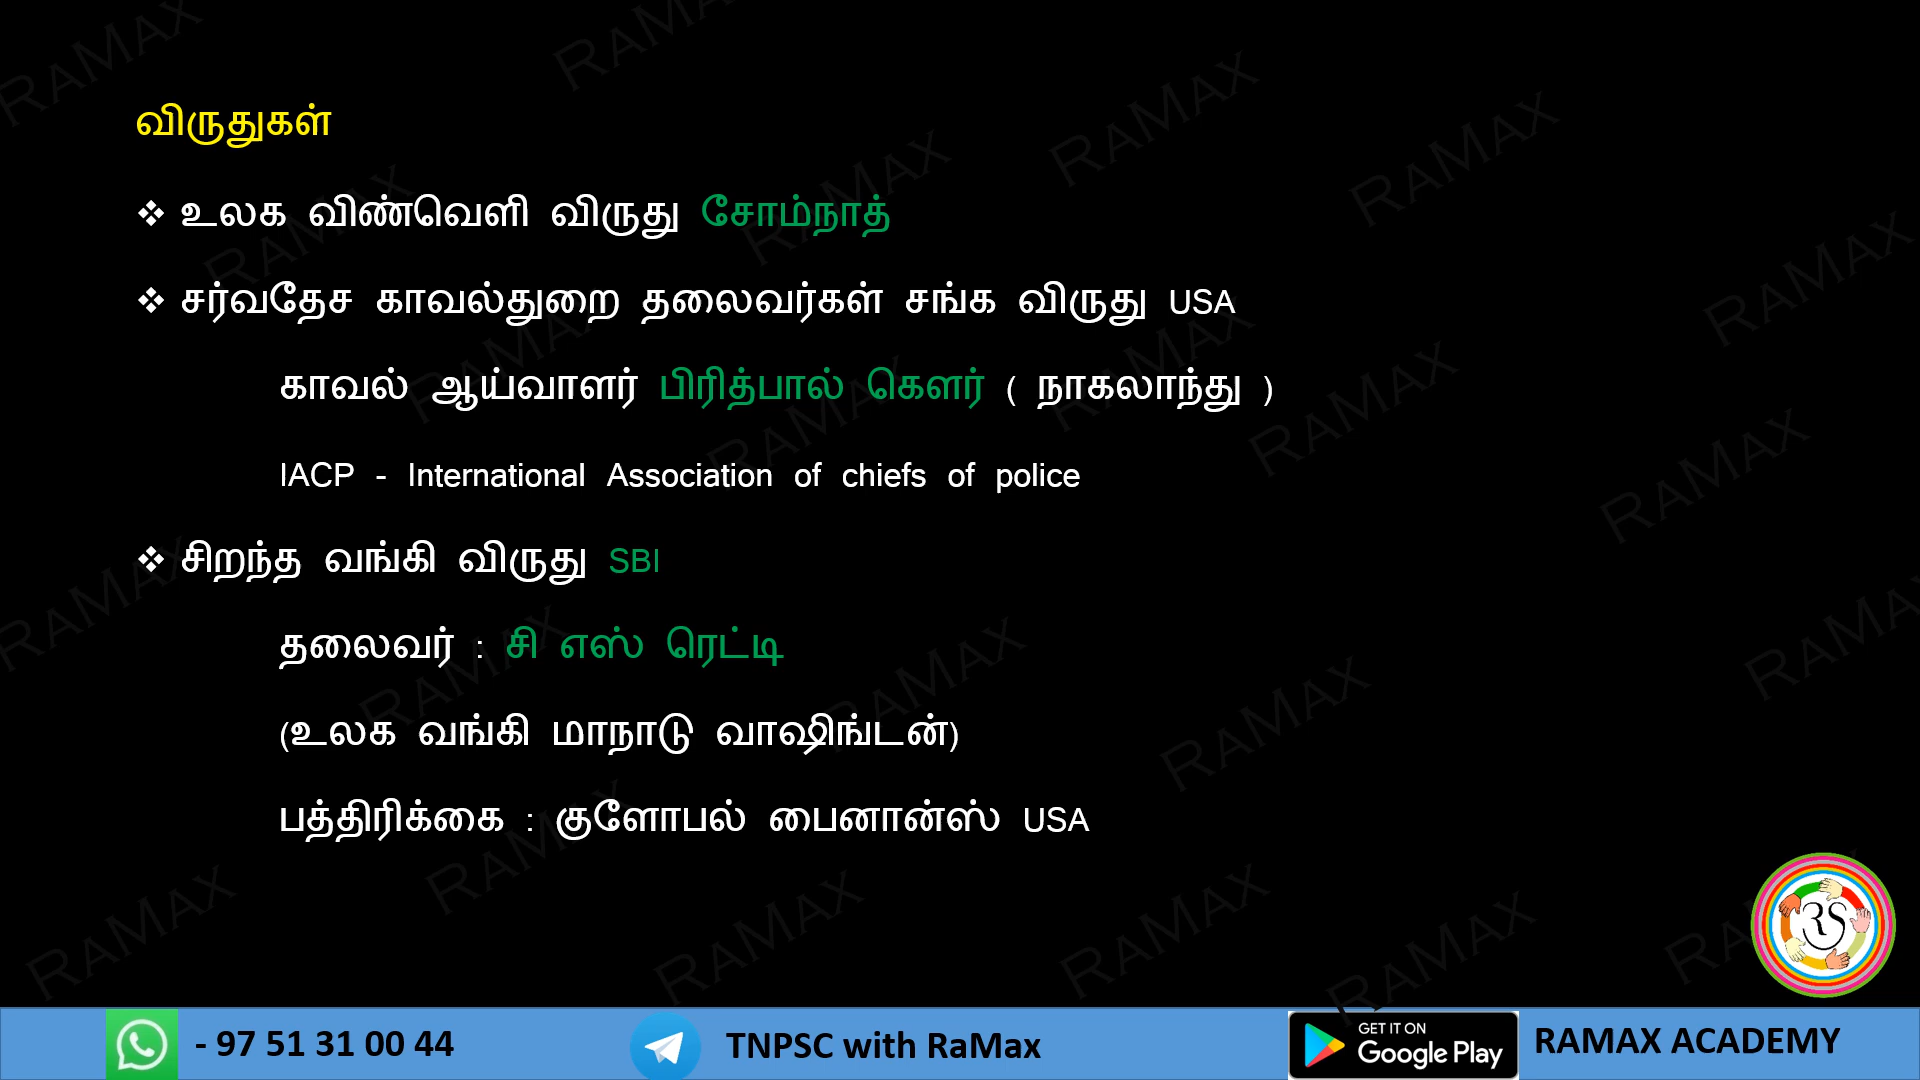 விருதுகள்
❖ உலக விண்வெளி விருது சோம்நாத்
❖ சர்வதேச காவல்துறை தலைவர்கள் சங்க விருது USA
காவல் ஆய்வாளர் பிரித்பால் கௌர் ( நாகலாந்து )
IACP - International Association of chiefs of police
❖ சிறந்த வங்கி விருது SBI
தலைவர் : சி எஸ் ரெட்டி
(உலக வங்கி மாநாடு வாஷிங்டன்)
பத்திரிக்கை : குளோபல் பைனான்ஸ் USA
- 97 51 31 00 44
TNPSC with RaMax
GET IT ON
Google Play
RAMAX ACADEMY